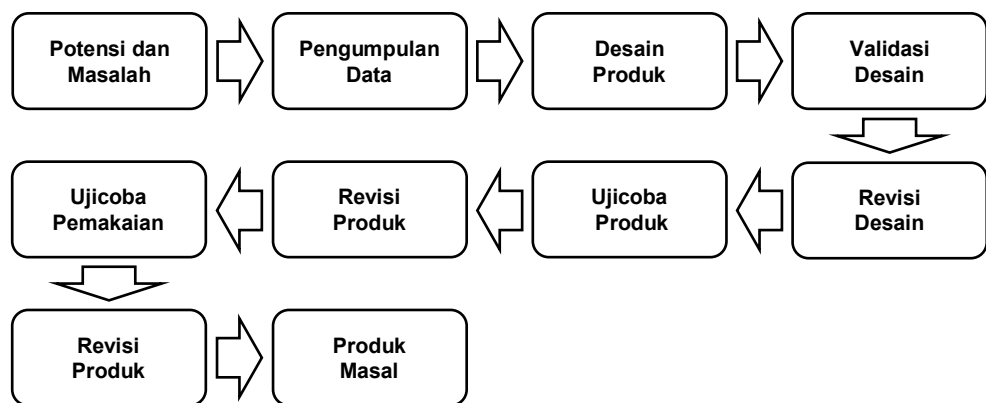 Potensi dan
Masalah
Pengumpulan
Data
Desain
Produk
Validasi
Desain
Revisi
Desain
Ujicoba
Produk
Revisi
Produk
Ujicoba
Pemakaian
Revisi
Produk
Produk
Masal